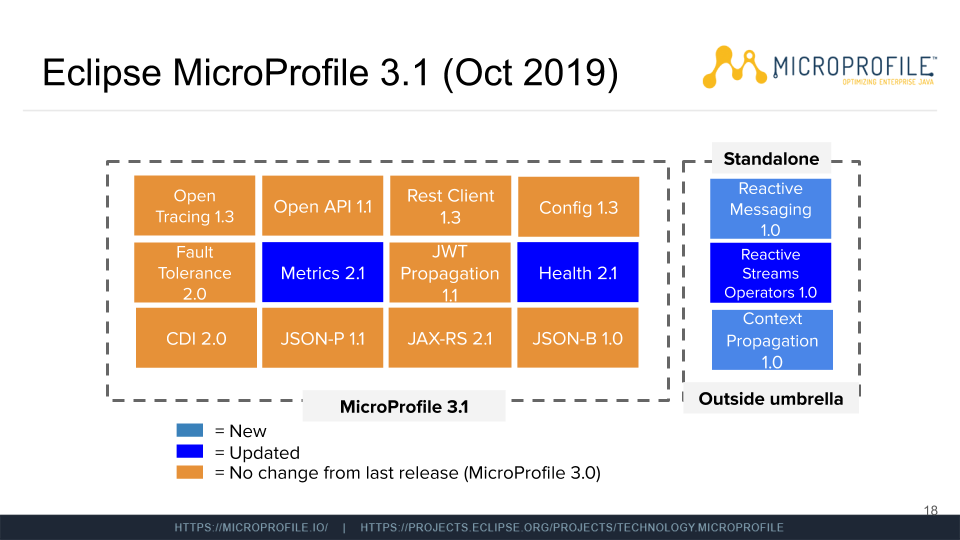 Eclipse MicroProfile 3.1 (Oct 2019)
MICROPROFILE™
OPTIMIZING ENTERPRISE JAVA
Standalone
Open
Tracing 1.3
Open API 1.1
Rest Client
1.3
Config 1.3
Reactive
Messaging
1.0
Fault
Tolerance
2.0
Metrics 2.1
JWT
Propagation
1.1
Health 2.1
Reactive
Streams
Operators 1.0
CDI 2.0
JSON-P 1.1
JAX-RS 2.1
JSON-B 1.0
Context
Propagation
1.0
MicroProfile 3.1
Outside umbrella
= New
= Updated
= No change from last release (MicroProfile 3.0)
18
HTTPS://MICROPROFILE.IO/ | HTTPS://PROJECTS.ECLIPSE.ORG/PROJECTS/TECHNOLOGY.MICROPROFILE